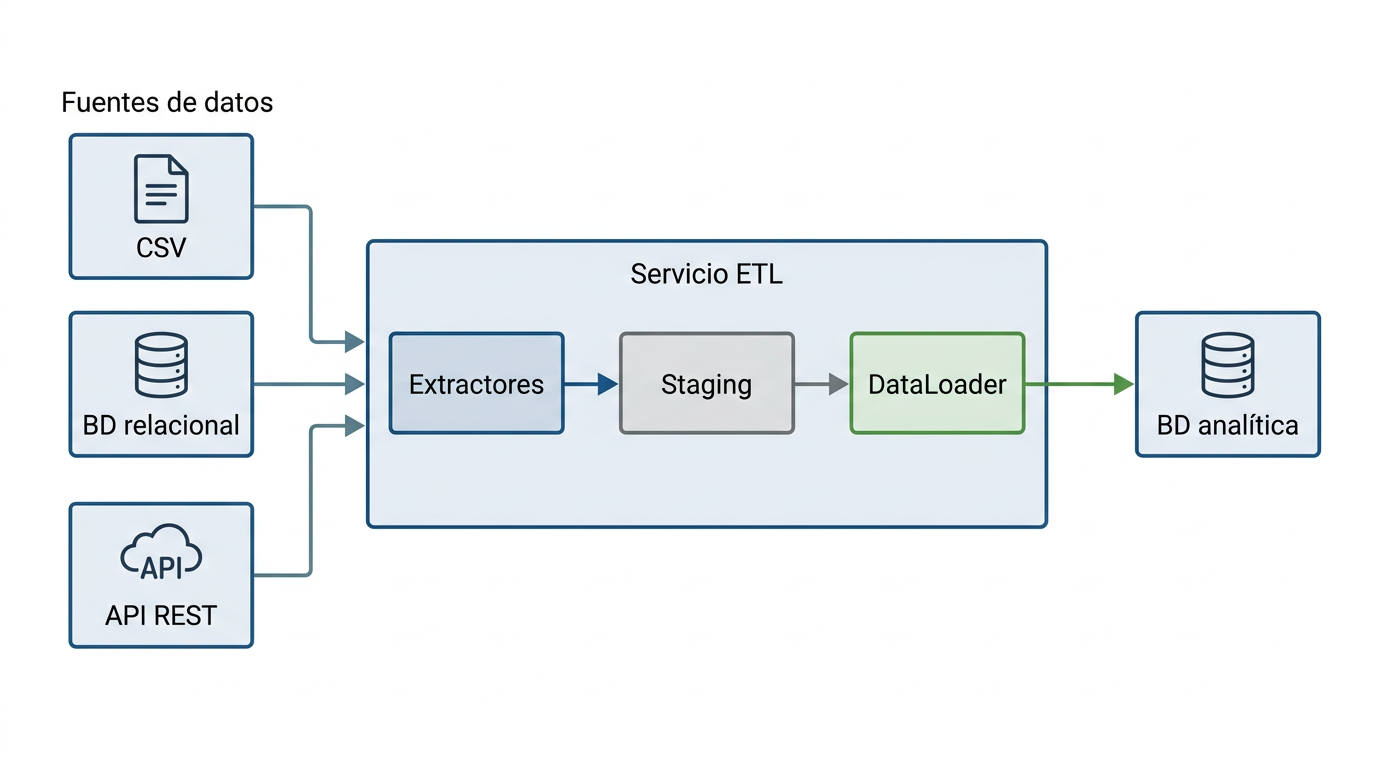 Fuentes de datos
CSV
BD relacional
API
API REST
Servicio ETL
Extractores
Staging
DataLoader
BD analítica